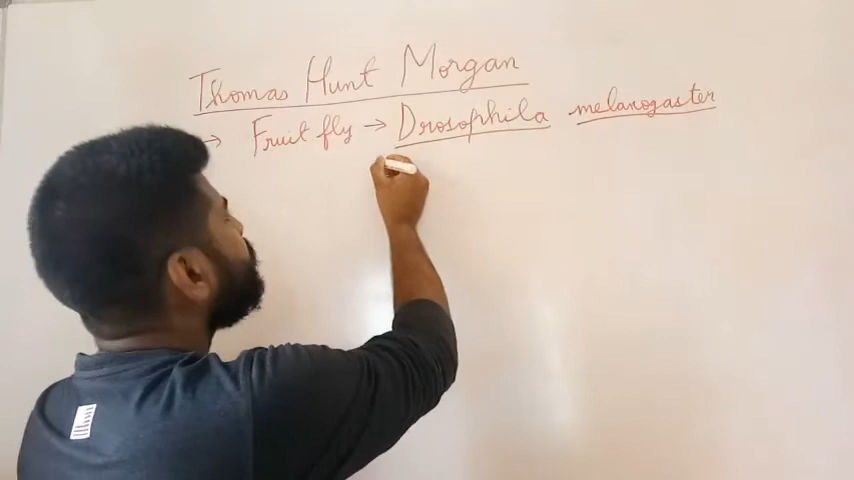 Thomas Hunt Morgan
→ Fruit fly → Drosophila melanogaster